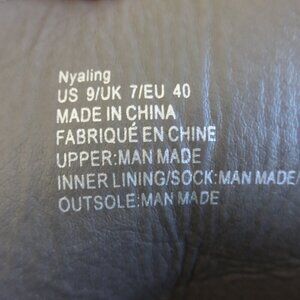 Nyaling
US 9/UK 7/EU 40
MADE IN CHINA
FABRIQUÉ EN CHINE
UPPER:MAN MADE
INNER LINING/SOCK:MAN MADE/
OUTSOLE:MAN MADE